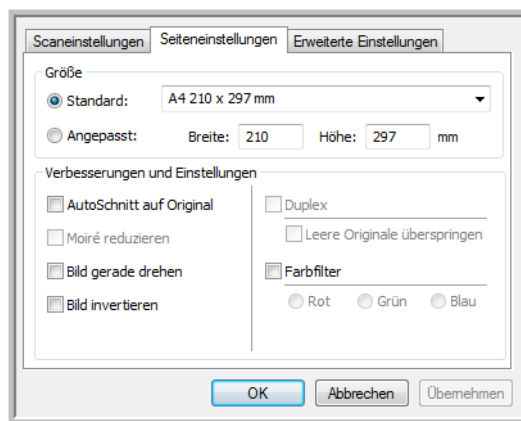 Scaneinstellungen Seiteneinstellungen Erweiterte Einstellungen
Größe
Standard: A4 210 x 297 mm
Angepasst: Breite: 210 Höhe: 297 mm
Verbesserungen und Einstellungen
AutoSchnitt auf Original
Moiré reduzieren
Bild gerade drehen
Bild invertieren
Duplex
Leere Originale überspringen
Farbfilter
Rot Grün Blau
OK Abbrechen Übernehmen